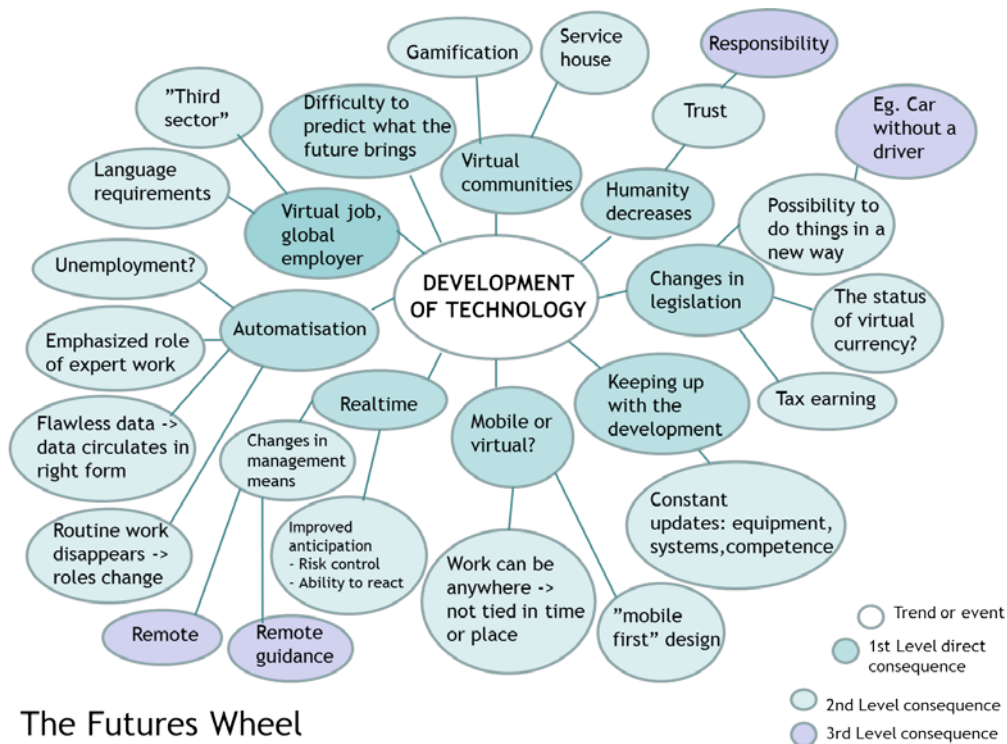 Gamification
Service
house
Responsibility
"Third
sector"
Difficulty to
predict what the
future brings
Trust
Eg. Car
without a
driver
Language
requirements
Virtual
communities
Humanity
decreases
Virtual job,
global
employer
Possibility to
do things in a
new way
Unemployment?
DEVELOPMENT
OF TECHNOLOGY
Changes in
legislation
Automatisation
The status
of virtual
currency?
Emphasized role
of expert work
Realtime
Mobile or
virtual?
Keeping up
with the
development
Tax earning
Flawless data ->
data circulates in
right form
Changes in
management
means
Constant
updates: equipment,
systems,competence
Routine work
disappears ->
roles change
Improved
anticipation
- Risk control
- Ability to react
Work can be
anywhere ->
not tied in time
or place
"mobile
first" design
Remote
Remote
guidance
Trend or event
1st Level direct
consequence
2nd Level consequence
3rd Level consequence
The Futures Wheel